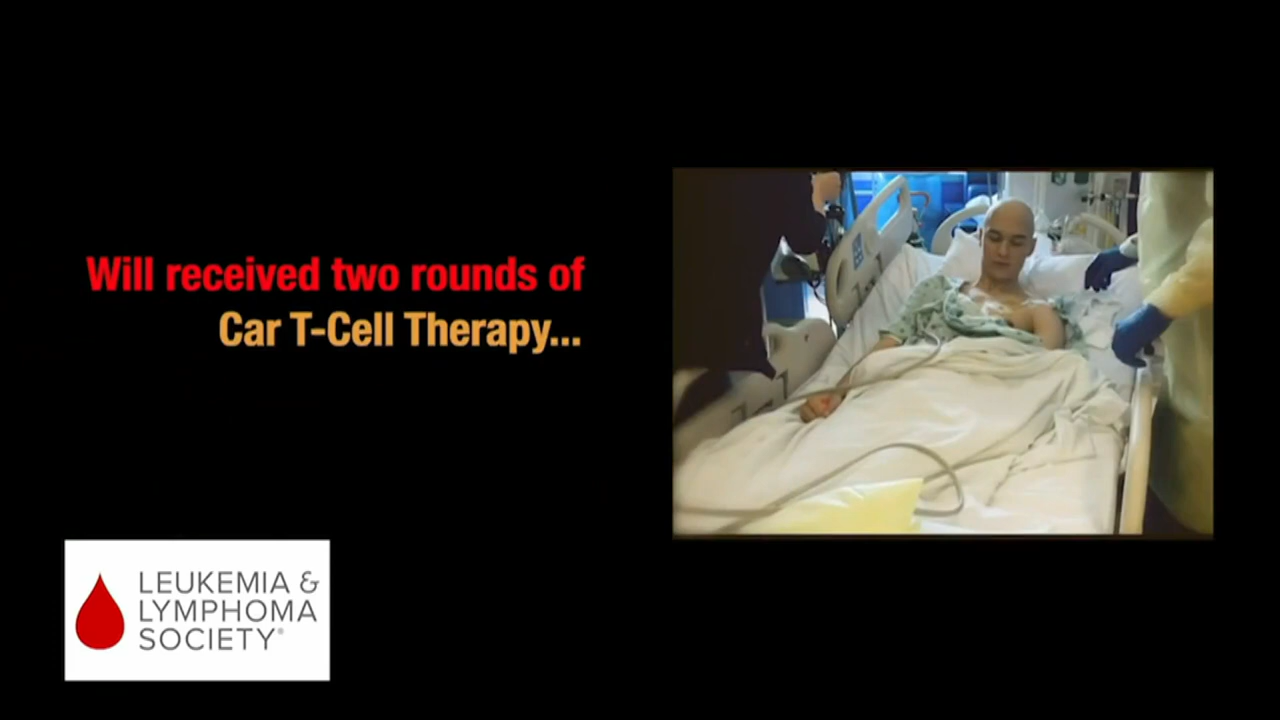 Will received two rounds of
Car T-Cell Therapy...
LEUKEMIA &
LYMPHOMA
SOCIETY®